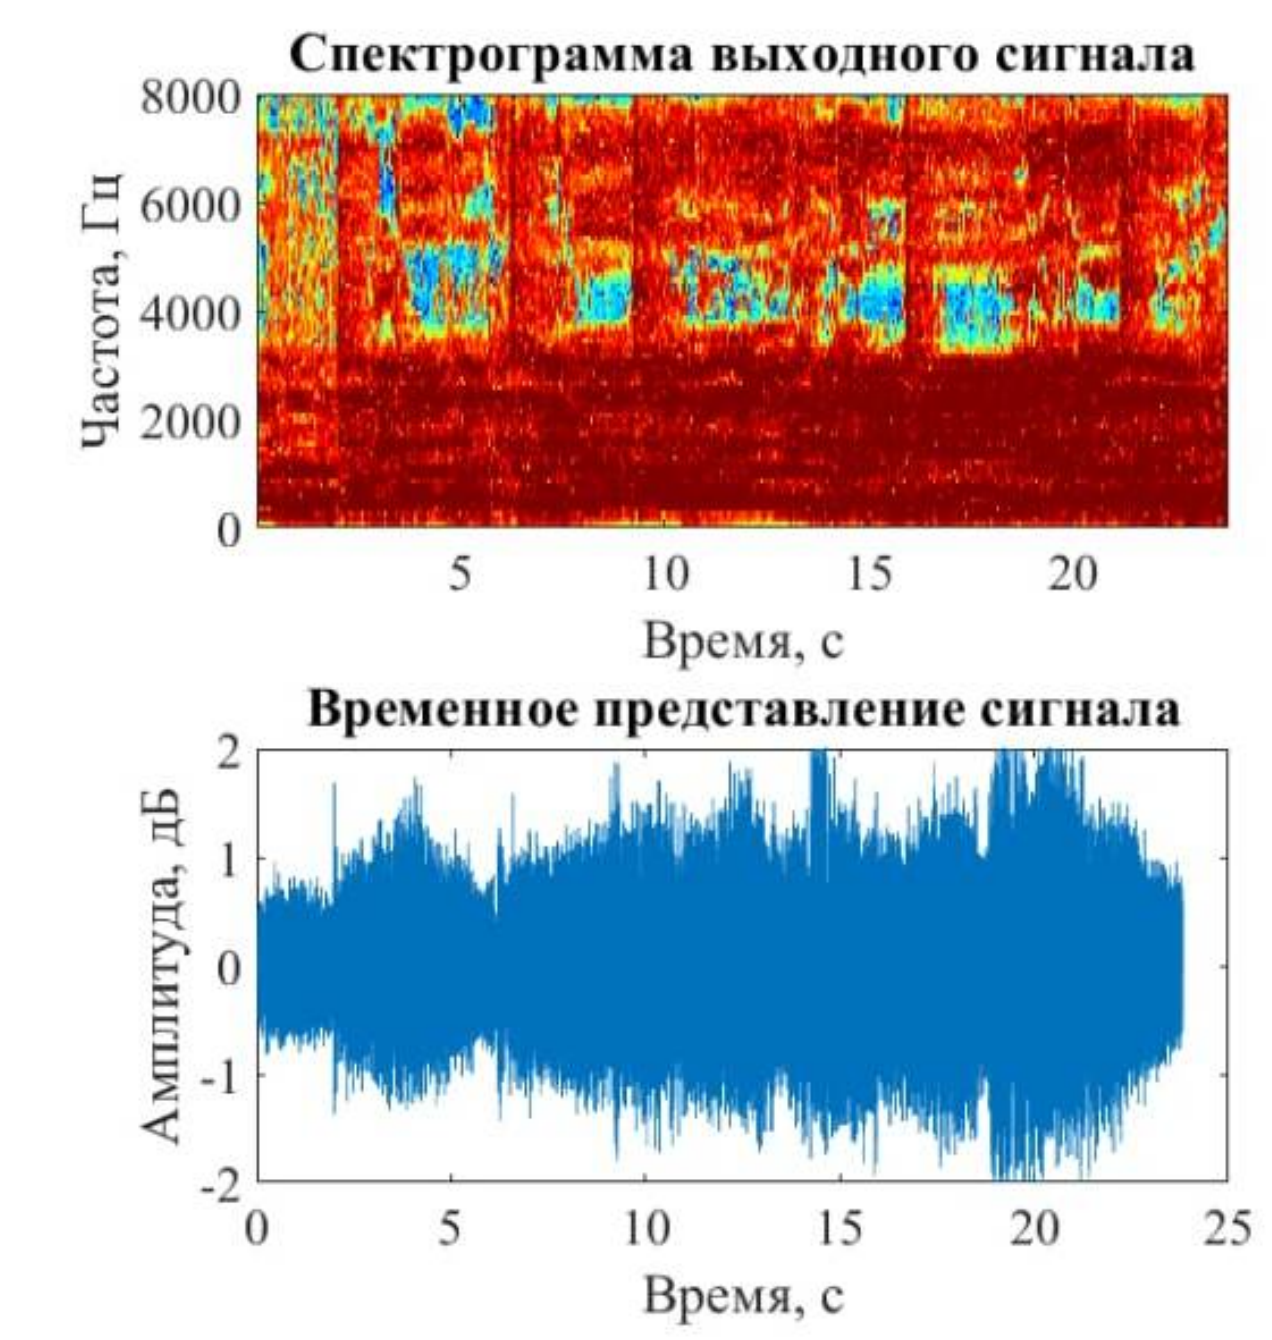 Спектрограмма выходного сигнала
8000
6000
4000
2000
0
Частота, Гц
5 10 15 20
Время, с
Временное представление сигнала
2
1
0
-1
-2
Амплитуда, дБ
0 5 10 15 20 25
Время, с